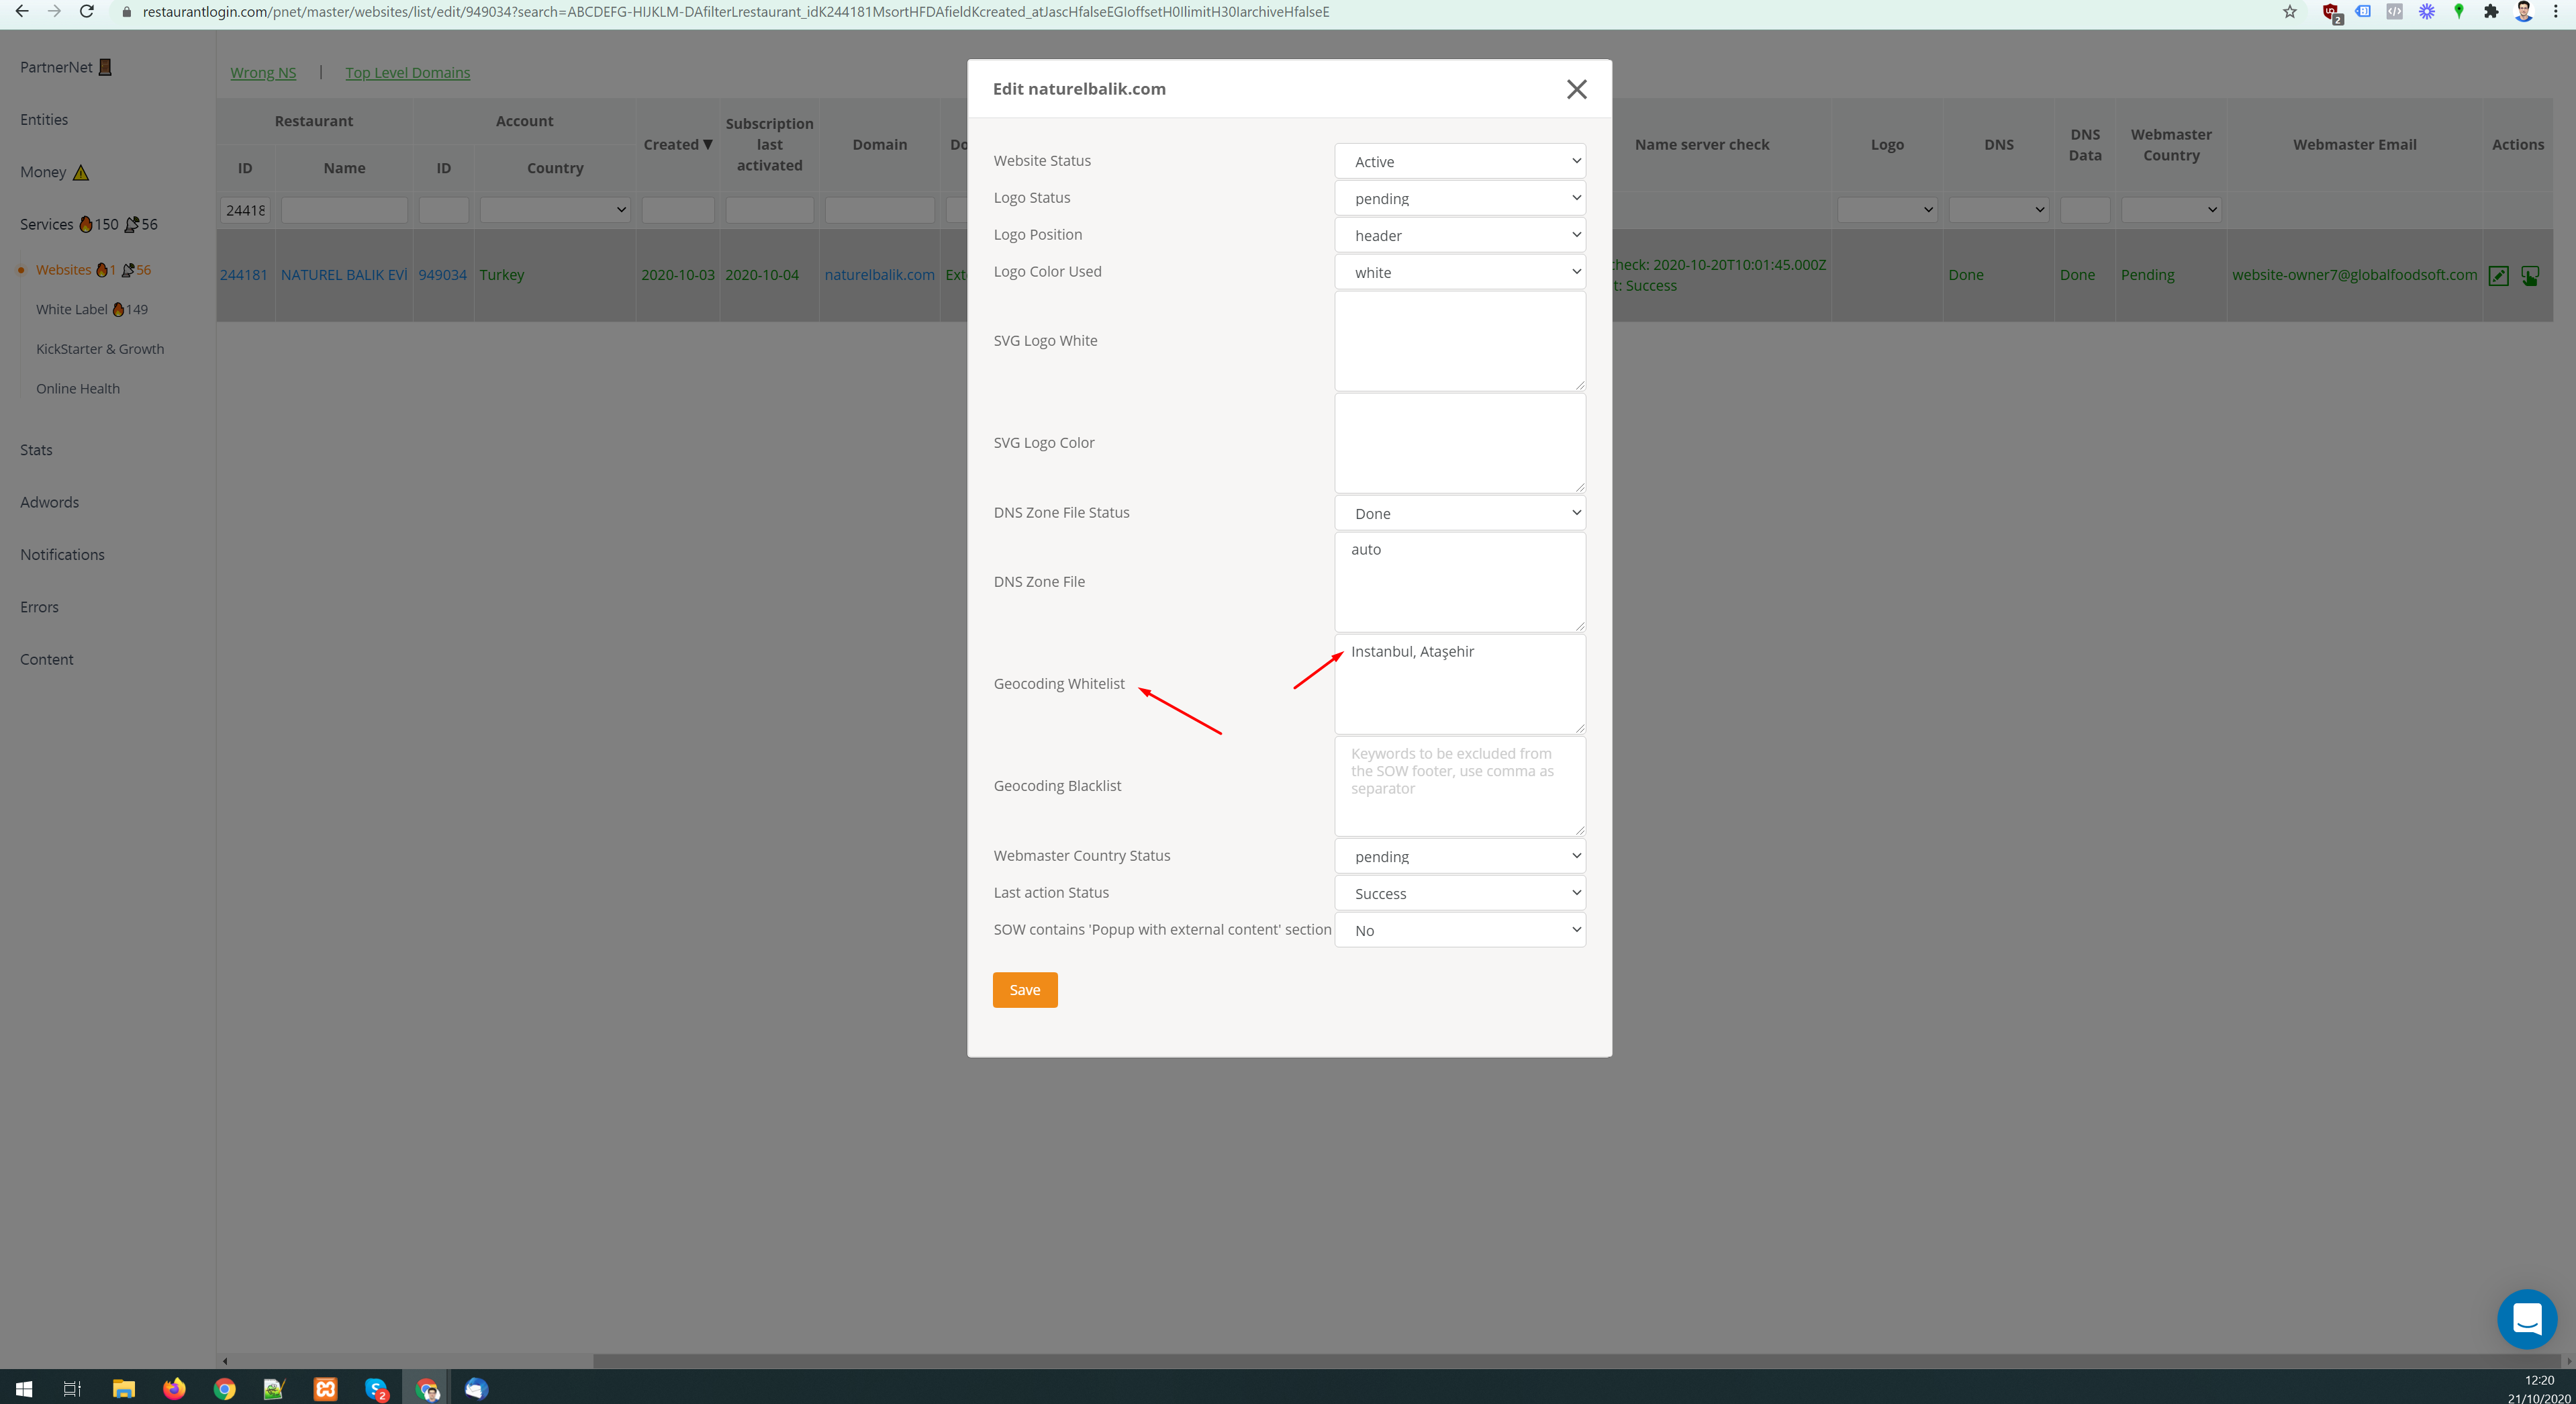 restaurantlogin.com/pnet/master/websites/list/edit/949034?search=ABCDEFG-HIJKLM-DAfilterLrestaurant_idK244181MsortHFDAfieldKcreated_atJascHfalseEGIoffsetH0IlimitH30IarchiveHfalseE
2
PartnerNet
Entities
Money
Services 150 56
Websites 1 56
White Label 149
KickStarter & Growth
Online Health
Stats
Adwords
Notifications
Errors
Content
Wrong NS | Top Level Domains
Restaurant Account Created ▼ Subscription last activated Domain Do Name server check Logo DNS DNS Data Webmaster Country Webmaster Email Actions
ID Name ID Country
24418
244181 NATUREL BALIK EVİ 949034 Turkey 2020-10-03 2020-10-04 naturelbalik.com Exte check: 2020-10-20T10:01:45.000Z Done Done Pending website-owner7@globalfoodsoft.com
t: Success
Edit naturelbalik.com
Website Status Active
Logo Status pending
Logo Position header
Logo Color Used white
SVG Logo White
SVG Logo Color
DNS Zone File Status Done
DNS Zone File auto
Geocoding Whitelist Instanbul, Ataşehir
Geocoding Blacklist Keywords to be excluded from
the SOW footer, use comma as
separator
Webmaster Country Status pending
Last action Status Success
SOW contains 'Popup with external content' section No
Save
2
12:20
21/10/2020